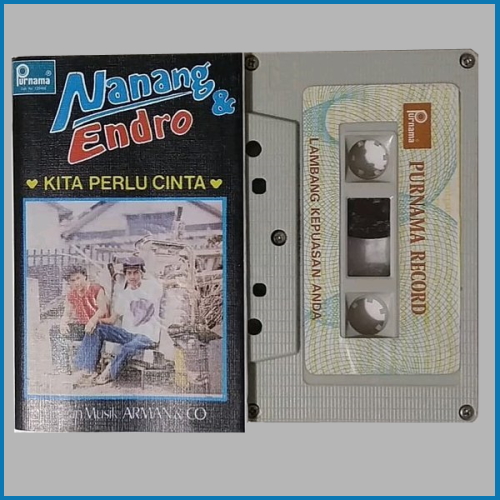 Purnama
Nanang
&
Endro
KITA PERLU CINTA
Musik ARMAN & CO
Purnama
PURNAMA RECORD
LAMBANG KEPUASAN ANDA